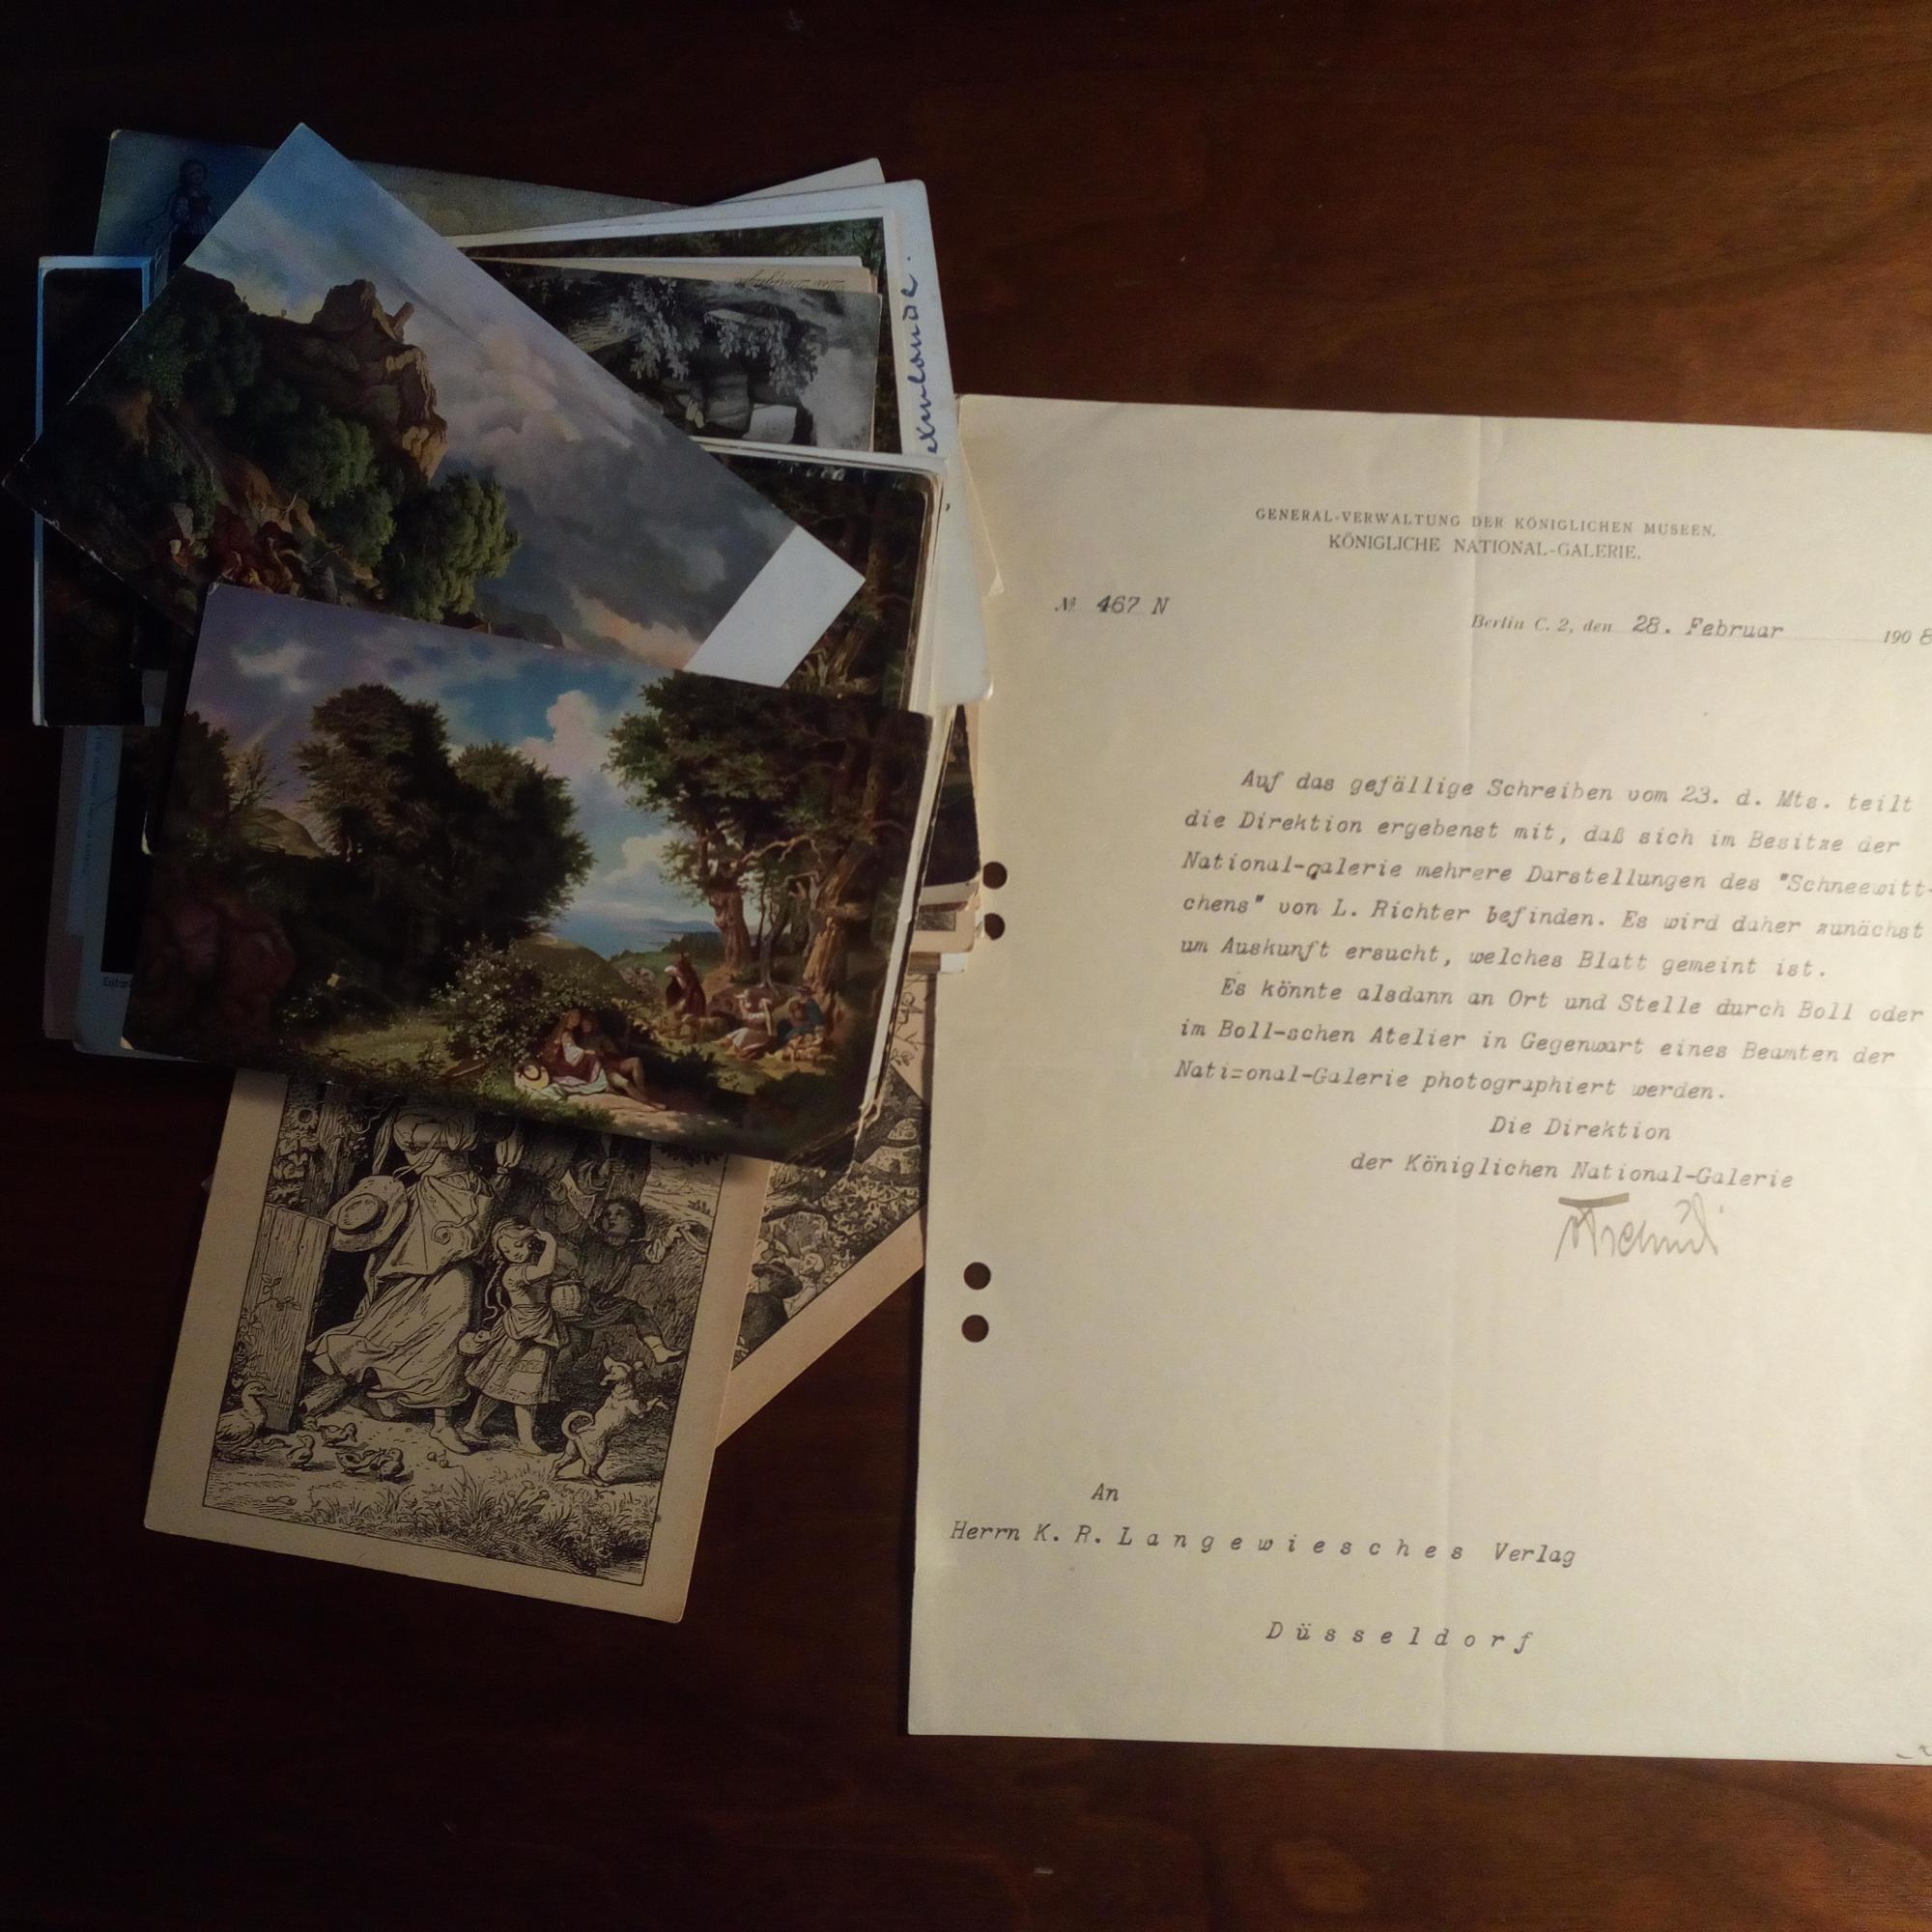 exulande.
GENERAL-VERWALTUNG DER KÖNIGLICHEN MUSEEN.
KÖNIGLICHE NATIONAL-GALERIE.
№ 467 N
Berlin C. 2, den 28. Februar 1908
Auf das gefällige Schreiben vom 23. d. Mts. teilt
die Direktion ergebenst mit, daß sich im Besitze der
National-galerie mehrere Darstellungen des "Schneewitt-
chens" von L. Richter befinden. Es wird daher zunächst
um Auskunft ersucht, welches Blatt gemeint ist.
Es könnte alsdann an Ort und Stelle durch Boll oder
im Boll-schen Atelier in Gegenwart eines Beamten der
Nati=onal-Galerie photographiert werden.
Die Direktion
der Königlichen National-Galerie
An
Herrn K. R. Langewiesches Verlag
Düsseldorf